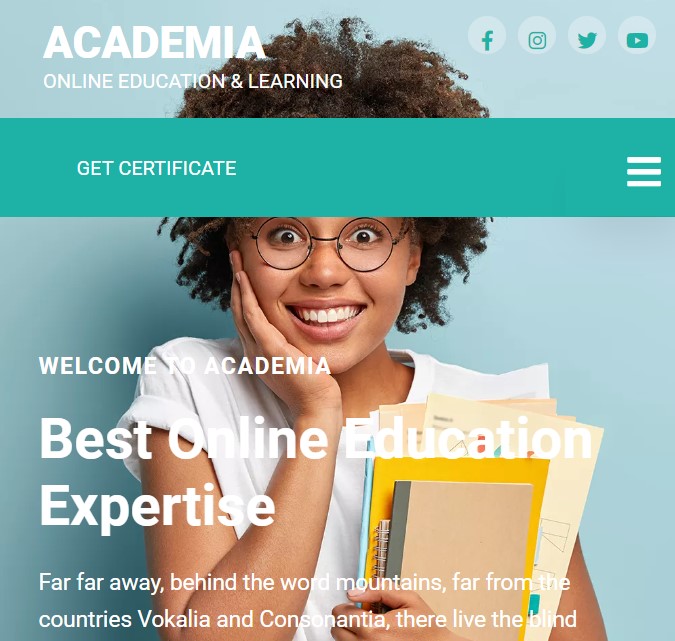 ACADEMIA
ONLINE EDUCATION & LEARNING
GET CERTIFICATE
WELCOME TO ACADEMIA
Best Online Education
Expertise
Far far away, behind the word mountains, far from the
countries Vokalia and Consonantia, there live the blind